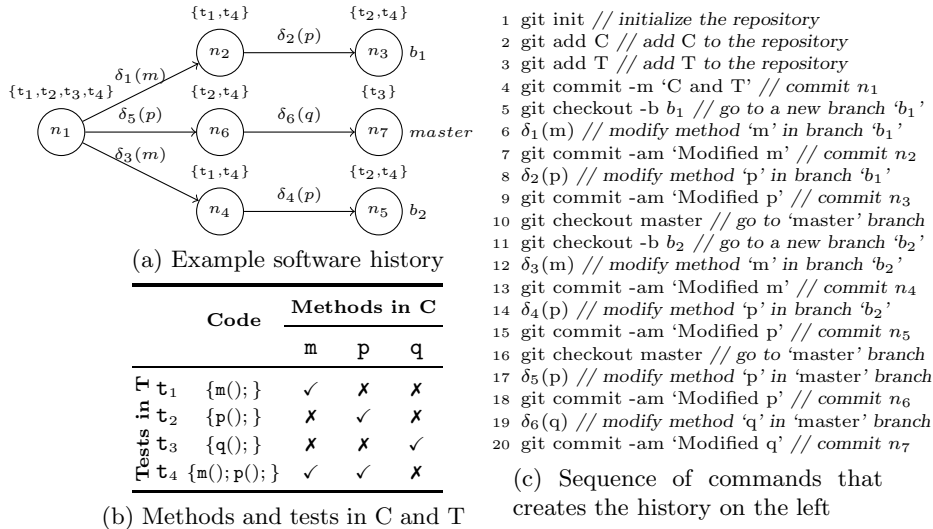 {t₁,t₄} {t₂,t₄}
n₂ δ₂(p) n₃ b₁
δ₁(m)
{t₁,t₂,t₃,t₄} {t₂,t₄} {t₃}
n₁ δ₅(p) n₆ δ₆(q) n₇ master
δ₃(m)
{t₁,t₄} {t₂,t₄}
n₄ δ₄(p) n₅ b₂
(a) Example software history
Code Methods in C
m p q
Tests in T
t₁ {m();} ✓ ✗ ✗
t₂ {p();} ✗ ✓ ✗
t₃ {q();} ✗ ✗ ✓
t₄ {m();p();} ✓ ✓ ✗
(b) Methods and tests in C and T
1 git init // initialize the repository
2 git add C // add C to the repository
3 git add T // add T to the repository
4 git commit -m ‘C and T’ // commit n₁
5 git checkout -b b₁ // go to a new branch ‘b₁’
6 δ₁(m) // modify method ‘m’ in branch ‘b₁’
7 git commit -am ‘Modified m’ // commit n₂
8 δ₂(p) // modify method ‘p’ in branch ‘b₁’
9 git commit -am ‘Modified p’ // commit n₃
10 git checkout master // go to ‘master’ branch
11 git checkout -b b₂ // go to a new branch ‘b₂’
12 δ₃(m) // modify method ‘m’ in branch ‘b₂’
13 git commit -am ‘Modified m’ // commit n₄
14 δ₄(p) // modify method ‘p’ in branch ‘b₂’
15 git commit -am ‘Modified p’ // commit n₅
16 git checkout master // go to ‘master’ branch
17 δ₅(p) // modify method ‘p’ in ‘master’ branch
18 git commit -am ‘Modified p’ // commit n₆
19 δ₆(q) // modify method ‘q’ in ‘master’ branch
20 git commit -am ‘Modified q’ // commit n₇
(c) Sequence of commands that
creates the history on the left